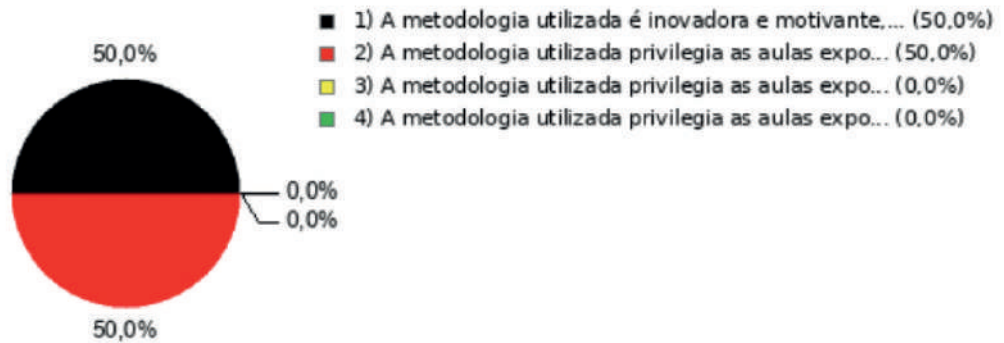 1) A metodologia utilizada é inovadora e motivante,... (50,0%)
2) A metodologia utilizada privilegia as aulas expo... (50,0%)
3) A metodologia utilizada privilegia as aulas expo... (0,0%)
4) A metodologia utilizada privilegia as aulas expo... (0,0%)
50,0%
0,0%
0,0%
50,0%